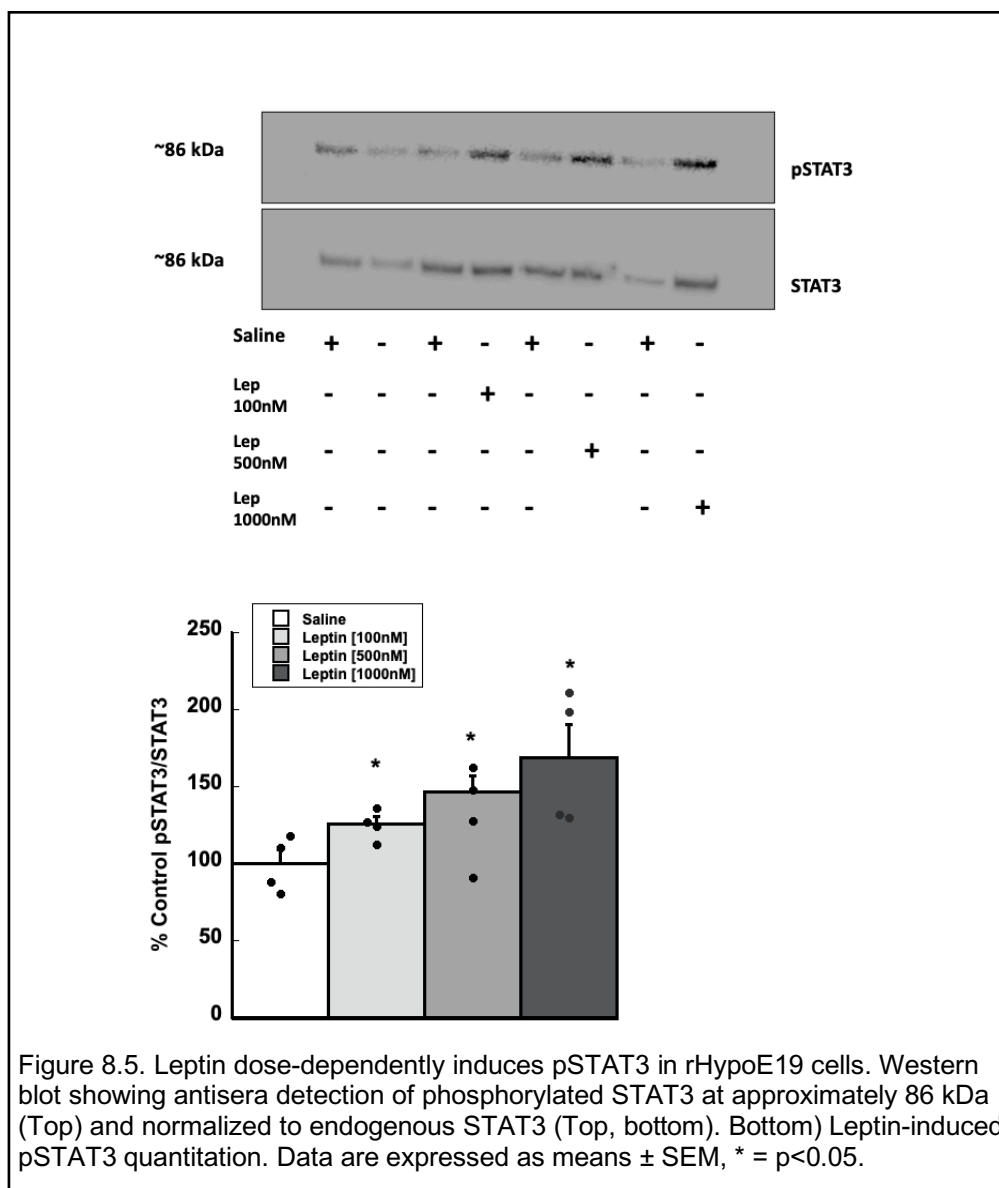 ~86 kDa
pSTAT3
~86 kDa
STAT3
Saline + - + - + - + -
Lep
100nM - - - + - - - -
Lep
500nM - - - - - + - -
Lep
1000nM - - - - - - +
Saline
Leptin [100nM]
Leptin [500nM]
Leptin [1000nM]
250
200
150
100
50
0
% Control pSTAT3/STAT3
*
*
*
Figure 8.5. Leptin dose-dependently induces pSTAT3 in rHypoE19 cells. Western
blot showing antisera detection of phosphorylated STAT3 at approximately 86 kDa
(Top) and normalized to endogenous STAT3 (Top, bottom). Bottom) Leptin-induced
pSTAT3 quantitation. Data are expressed as means ± SEM, * = p<0.05.